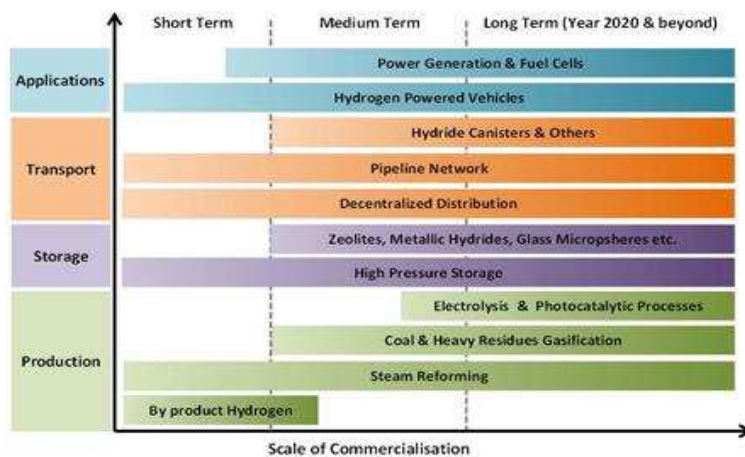 Short Term
Medium Term
Long Term (Year 2020 & beyond)
Applications
Power Generation & Fuel Cells
Hydrogen Powered Vehicles
Transport
Hydride Canisters & Others
Pipeline Network
Decentralized Distribution
Storage
Zeolites, Metallic Hydrides, Glass Micropsheres etc.
High Pressure Storage
Production
Electrolysis & Photocatalytic Processes
Coal & Heavy Residues Gasification
Steam Reforming
By product Hydrogen
Scale of Commercialisation